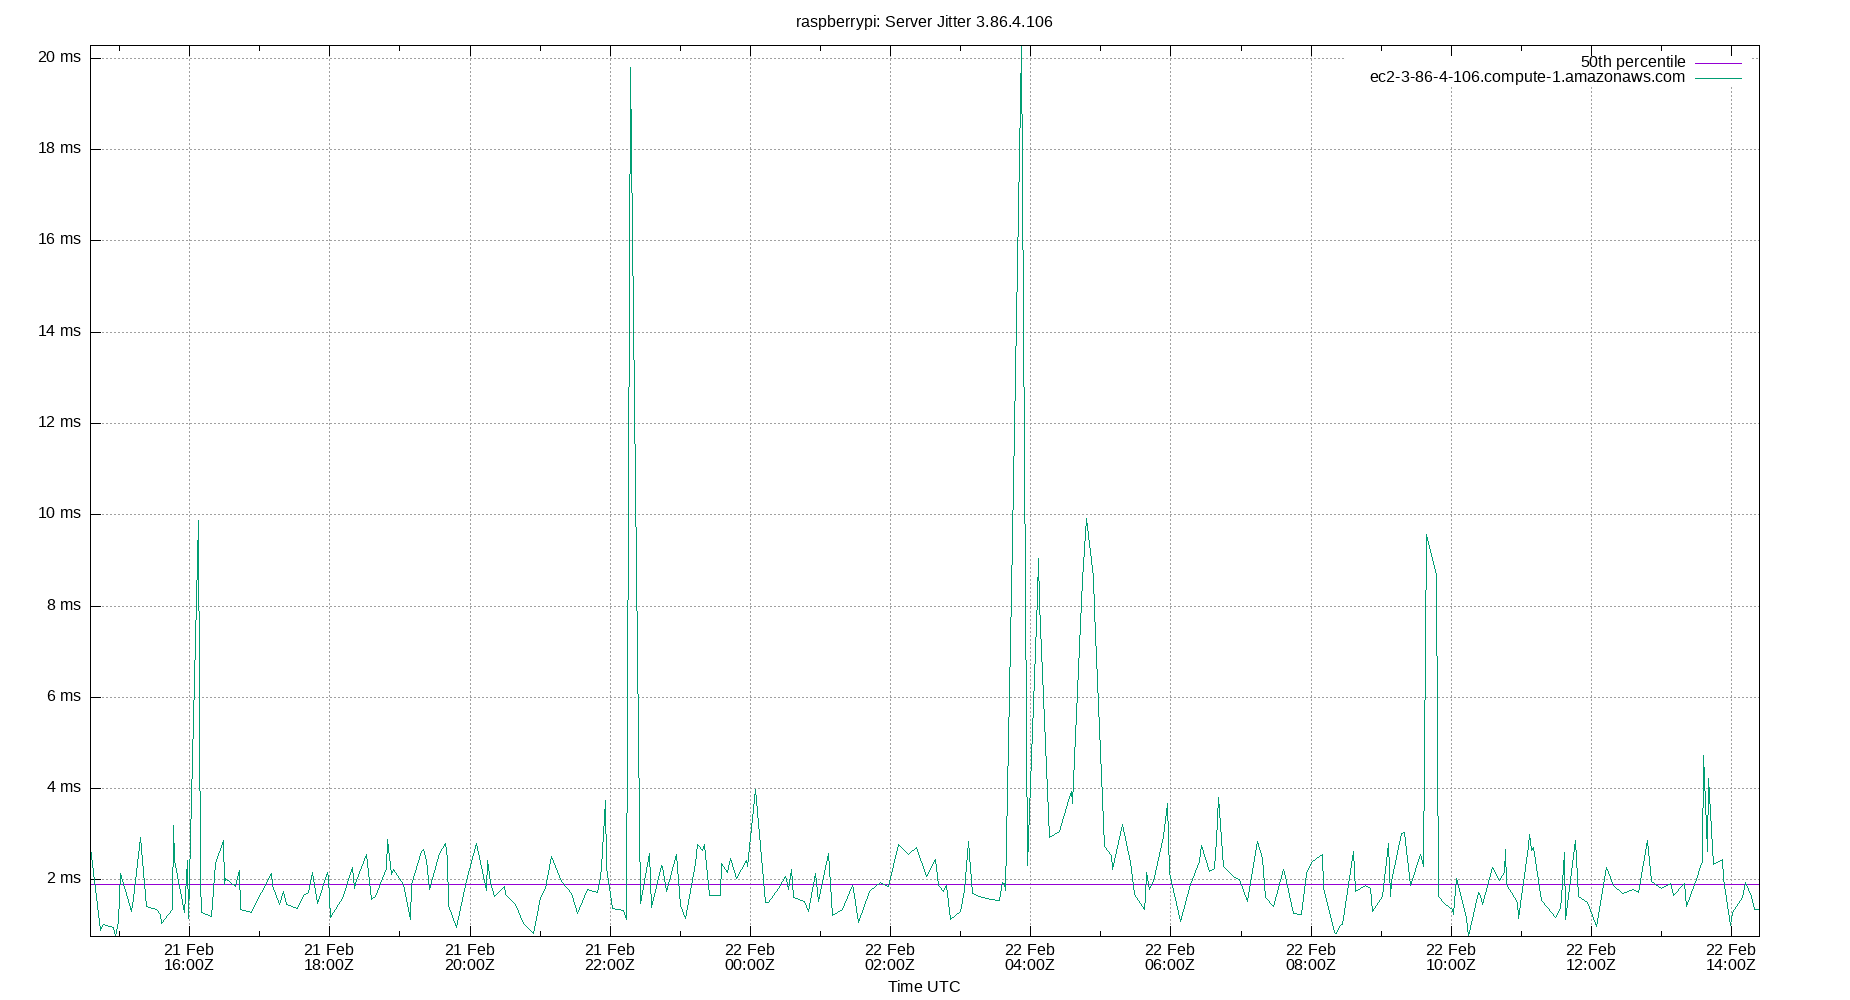 raspberrypi: Server Jitter 3.86.4.106
20 ms
18 ms
16 ms
14 ms
12 ms
10 ms
8 ms
6 ms
4 ms
2 ms
50th percentile
ec2-3-86-4-106.compute-1.amazonaws.com
21 Feb 21 Feb 21 Feb 21 Feb 22 Feb 22 Feb 22 Feb 22 Feb 22 Feb 22 Feb 22 Feb 22 Feb
16:00Z 18:00Z 20:00Z 22:00Z 00:00Z 02:00Z 04:00Z 06:00Z 08:00Z 10:00Z 12:00Z 14:00Z
Time UTC